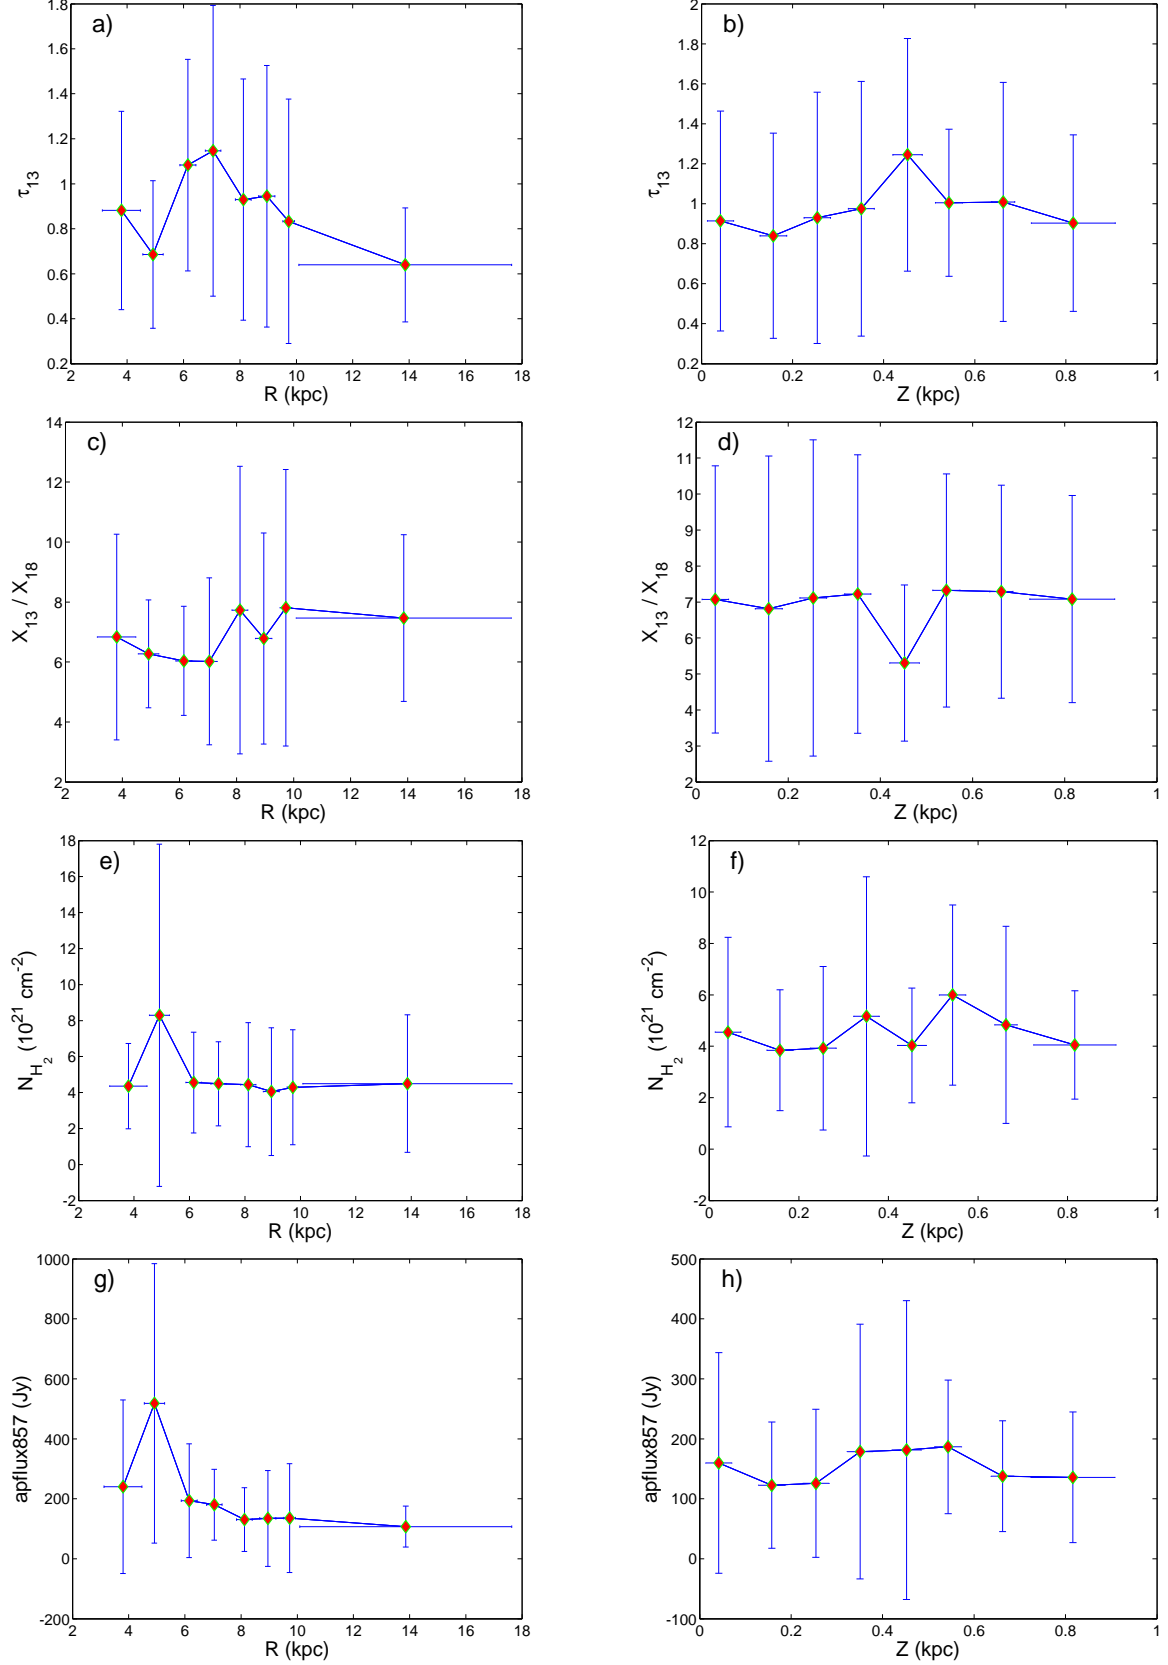 a)
1.8
1.6
1.4
1.2
1
0.8
0.6
0.4
0.2
τ13
2 4 6 8 10 12 14 16 18
R (kpc)
b)
2
1.8
1.6
1.4
1.2
1
0.8
0.6
0.4
0.2
τ13
0 0.2 0.4 0.6 0.8 1
Z (kpc)
c)
14
12
10
8
6
4
2
X13 / X18
2 4 6 8 10 12 14 16 18
R (kpc)
d)
12
11
10
9
8
7
6
5
4
3
2
X13 / X18
0 0.2 0.4 0.6 0.8 1
Z (kpc)
e)
18
16
14
12
10
8
6
4
2
0
-2
NH2 (10^21 cm^-2)
2 4 6 8 10 12 14 16 18
R (kpc)
f)
12
10
8
6
4
2
0
-2
NH2 (10^21 cm^-2)
0 0.2 0.4 0.6 0.8 1
Z (kpc)
g)
1000
800
600
400
200
0
-200
apflux857 (Jy)
2 4 6 8 10 12 14 16 18
R (kpc)
h)
500
400
300
200
100
0
-100
apflux857 (Jy)
0 0.2 0.4 0.6 0.8 1
Z (kpc)